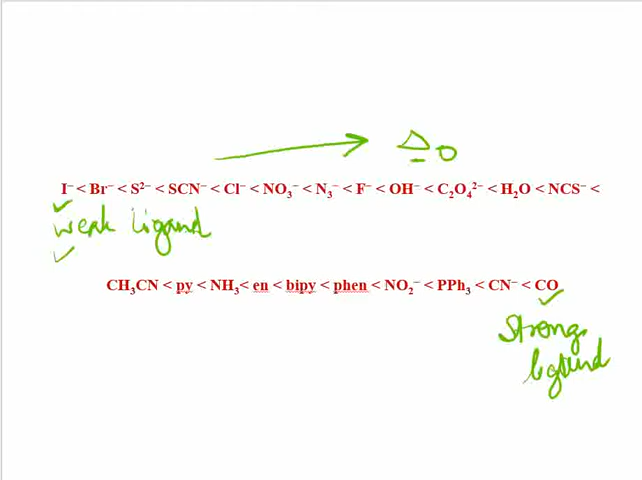 Δo
I⁻ < Br⁻ < S²⁻ < SCN⁻ < Cl⁻ < NO₃⁻ < N₃⁻ < F⁻ < OH⁻ < C₂O₄²⁻ < H₂O < NCS⁻ <
weak ligand
CH₃CN < py < NH₃< en < bipy < phen < NO₂⁻ < PPh₃ < CN⁻ < CO
Strong
ligand